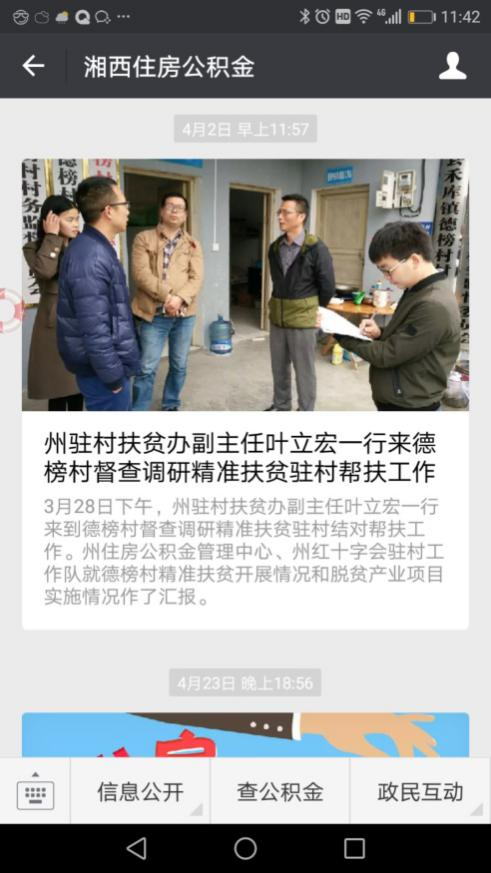 HD 4G 11:42
湘西住房公积金
4月2日 早上11:57
州驻村扶贫办副主任叶立宏一行来德
榜村督查调研精准扶贫驻村帮扶工作
3月28日下午，州驻村扶贫办副主任叶立宏一行
来到德榜村督查调研精准扶贫驻村结对帮扶工
作。州住房公积金管理中心、州红十字会驻村工
作队就德榜村精准扶贫开展情况和脱贫产业项目
实施情况作了汇报。
4月23日 晚上18:56
信息公开
查公积金
政民互动